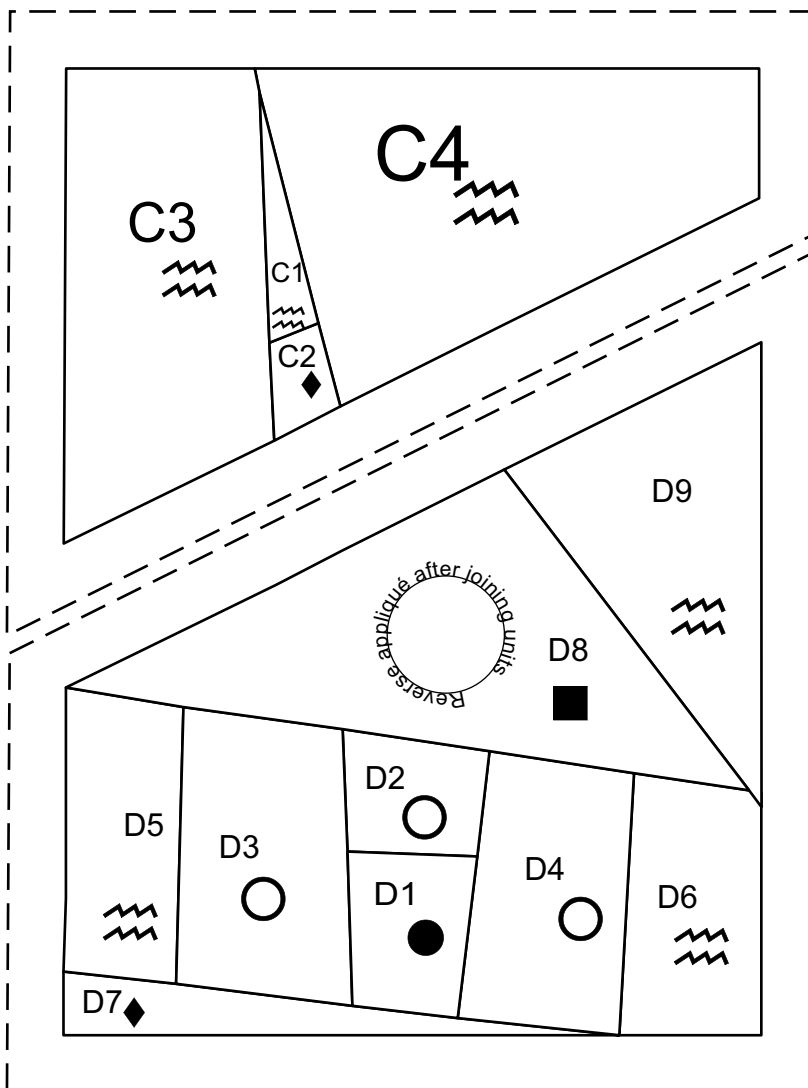 C4
C3
C1
C2
D9
Reverse appliqué after joining units
D8
D2
D5
D3
D4
D1
D6
D7